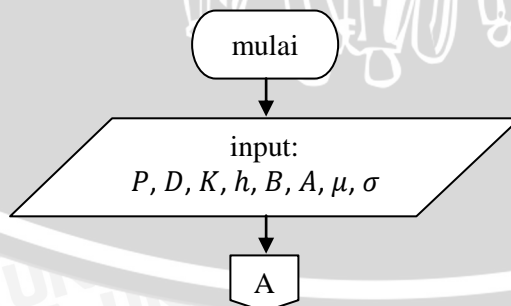 mulai
input:
P, D, K, h, B, A, μ, σ
A